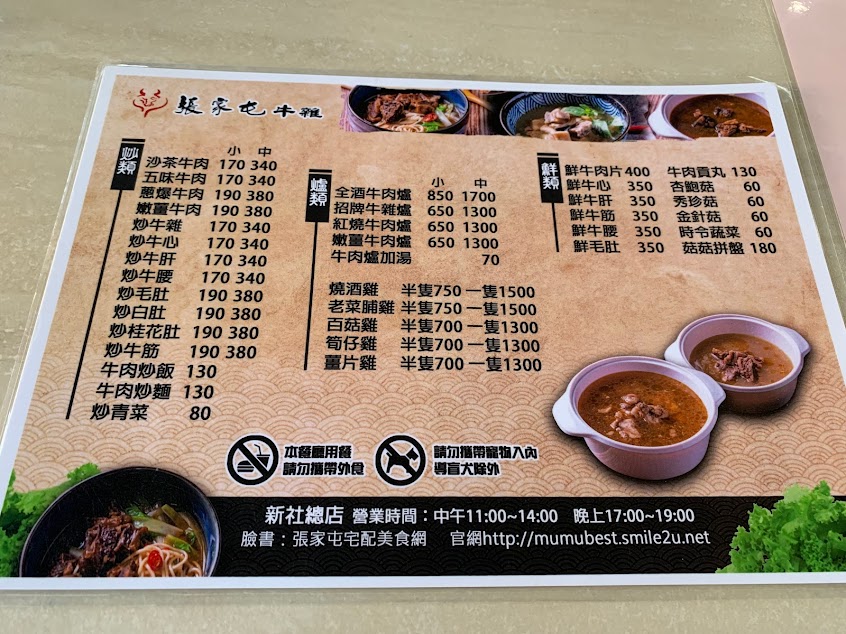 張家屯牛雜
炒類
小 中
沙茶牛肉 170 340
五味牛肉 170 340
蔥爆牛肉 190 380
嫩薑牛肉 190 380
炒牛雜 170 340
炒牛心 170 340
炒牛肝 170 340
炒牛腰 170 340
炒毛肚 190 380
炒白肚 190 380
炒桂花肚 190 380
炒牛筋 190 380
牛肉炒飯 130
牛肉炒麵 130
炒青菜 80
爐類
小 中
全酒牛肉爐 850 1700
招牌牛雜爐 650 1300
紅燒牛肉爐 650 1300
嫩薑牛肉爐 650 1300
牛肉爐加湯 70
燒酒雞 半隻750 一隻1500
老菜脯雞 半隻750 一隻1500
百菇雞 半隻700 一隻1300
筍仔雞 半隻700 一隻1300
薑片雞 半隻700 一隻1300
鮮類
鮮牛肉片 400 牛肉貢丸 130
鮮牛心 350 杏鮑菇 60
鮮牛肝 350 秀珍菇 60
鮮牛筋 350 金針菇 60
鮮牛腰 350 時令蔬菜 60
鮮毛肚 350 菇菇拼盤 180
本餐廳用餐
請勿攜帶外食
請勿攜帶寵物入內
導盲犬除外
新社總店 營業時間：中午11:00~14:00 晚上17:00~19:00
臉書：張家屯宅配美食網 官網http://mumubest.smile2u.net